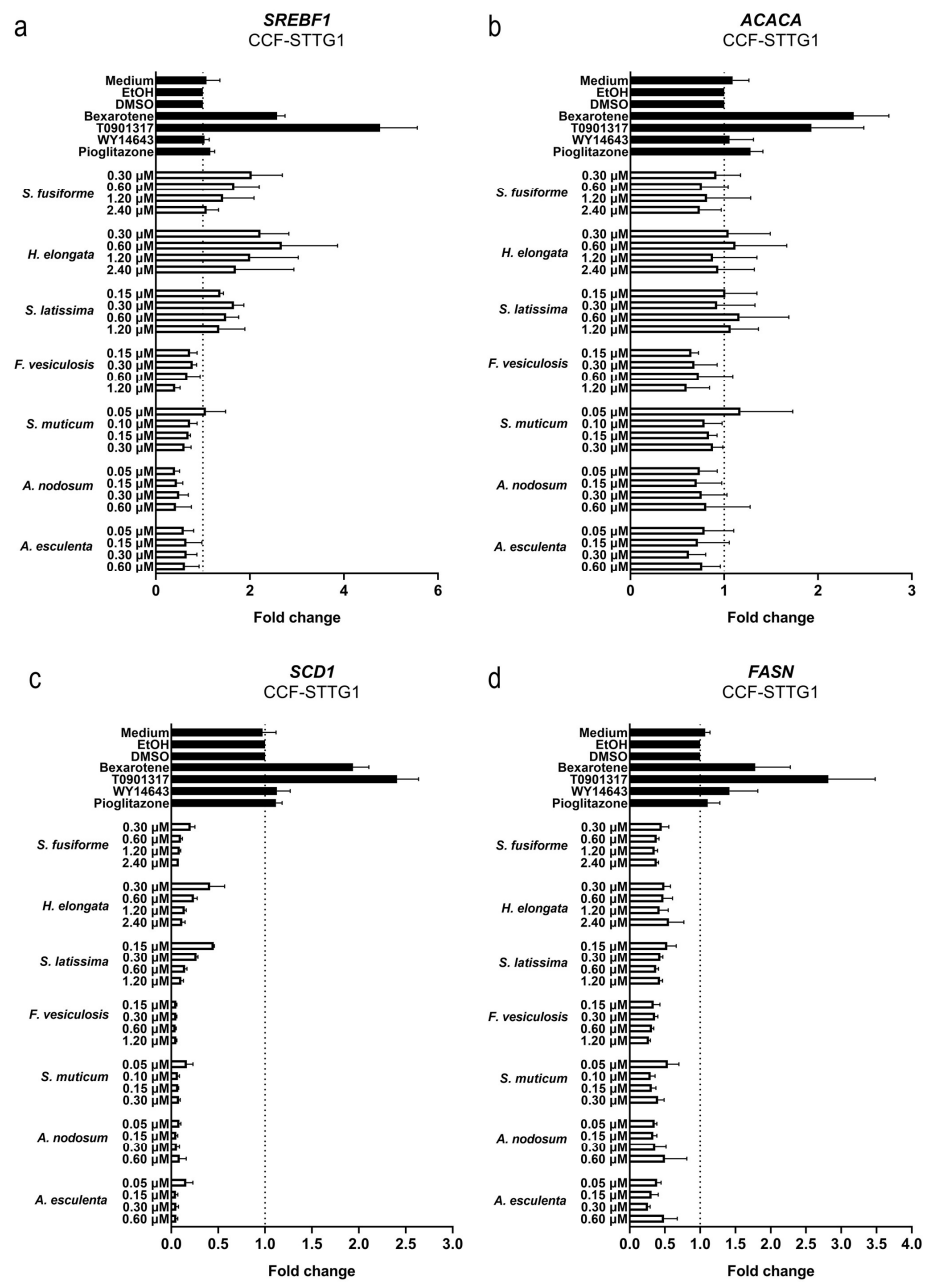 a
SREBF1
CCF-STTG1
Medium
EtOH
DMSO
Bexarotene
T0901317
WY14643
Pioglitazone
S. fusiforme
0.30 µM
0.60 µM
1.20 µM
2.40 µM
H. elongata
0.30 µM
0.60 µM
1.20 µM
2.40 µM
S. latissima
0.15 µM
0.30 µM
0.60 µM
1.20 µM
F. vesiculosis
0.15 µM
0.30 µM
0.60 µM
1.20 µM
S. muticum
0.05 µM
0.10 µM
0.15 µM
0.30 µM
A. nodosum
0.05 µM
0.15 µM
0.30 µM
0.60 µM
A. esculenta
0.05 µM
0.15 µM
0.30 µM
0.60 µM
0 2 4 6
Fold change
b
ACACA
CCF-STTG1
Medium
EtOH
DMSO
Bexarotene
T0901317
WY14643
Pioglitazone
S. fusiforme
0.30 µM
0.60 µM
1.20 µM
2.40 µM
H. elongata
0.30 µM
0.60 µM
1.20 µM
2.40 µM
S. latissima
0.15 µM
0.30 µM
0.60 µM
1.20 µM
F. vesiculosis
0.15 µM
0.30 µM
0.60 µM
1.20 µM
S. muticum
0.05 µM
0.10 µM
0.15 µM
0.30 µM
A. nodosum
0.05 µM
0.15 µM
0.30 µM
0.60 µM
A. esculenta
0.05 µM
0.15 µM
0.30 µM
0.60 µM
0 1 2 3
Fold change
c
SCD1
CCF-STTG1
Medium
EtOH
DMSO
Bexarotene
T0901317
WY14643
Pioglitazone
S. fusiforme
0.30 µM
0.60 µM
1.20 µM
2.40 µM
H. elongata
0.30 µM
0.60 µM
1.20 µM
2.40 µM
S. latissima
0.15 µM
0.30 µM
0.60 µM
1.20 µM
F. vesiculosis
0.15 µM
0.30 µM
0.60 µM
1.20 µM
S. muticum
0.05 µM
0.10 µM
0.15 µM
0.30 µM
A. nodosum
0.05 µM
0.15 µM
0.30 µM
0.60 µM
A. esculenta
0.05 µM
0.15 µM
0.30 µM
0.60 µM
0.0 0.5 1.0 1.5 2.0 2.5 3.0
Fold change
d
FASN
CCF-STTG1
Medium
EtOH
DMSO
Bexarotene
T0901317
WY14643
Pioglitazone
S. fusiforme
0.30 µM
0.60 µM
1.20 µM
2.40 µM
H. elongata
0.30 µM
0.60 µM
1.20 µM
2.40 µM
S. latissima
0.15 µM
0.30 µM
0.60 µM
1.20 µM
F. vesiculosis
0.15 µM
0.30 µM
0.60 µM
1.20 µM
S. muticum
0.05 µM
0.10 µM
0.15 µM
0.30 µM
A. nodosum
0.05 µM
0.15 µM
0.30 µM
0.60 µM
A. esculenta
0.05 µM
0.15 µM
0.30 µM
0.60 µM
0.0 0.5 1.0 1.5 2.0 2.5 3.0 3.5 4.0
Fold change